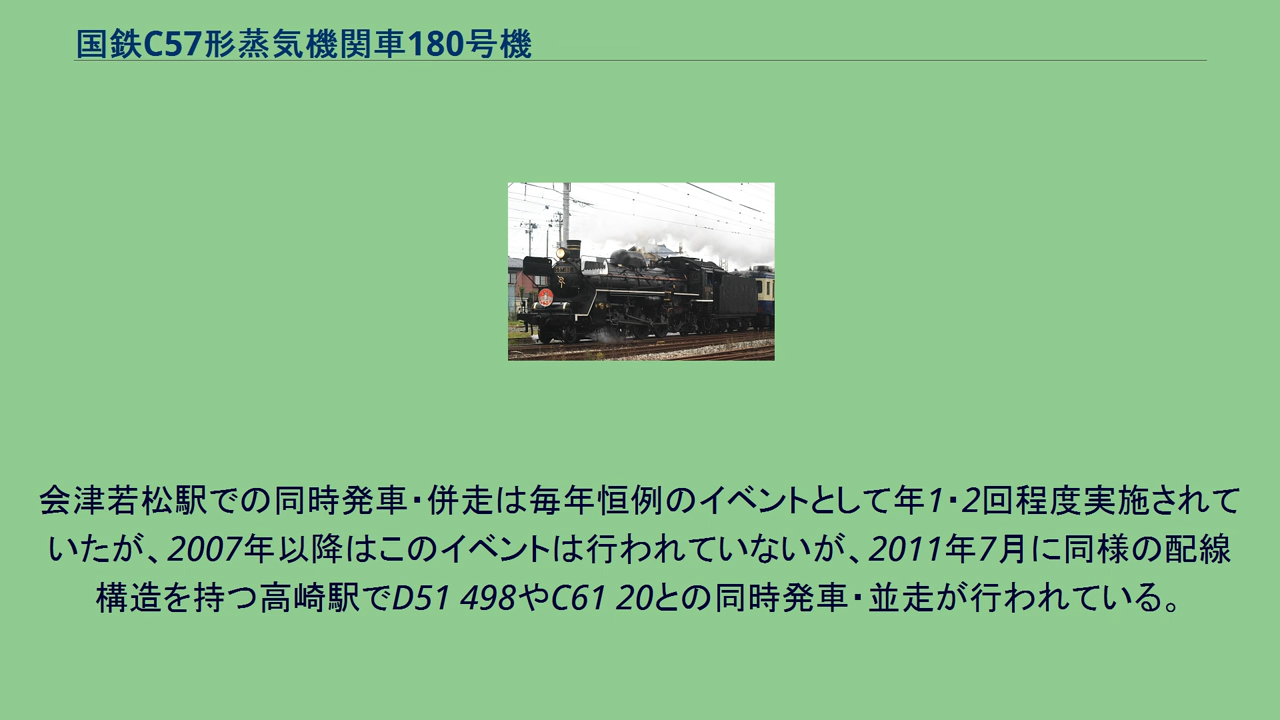 国鉄C57形蒸気機関車180号機
会津若松駅での同時発車・併走は毎年恒例のイベントとして年1・2回程度実施されて
いたが、2007年以降はこのイベントは行われていないが、2011年7月に同様の配線
構造を持つ高崎駅でD51 498やC61 20との同時発車・並走が行われている。